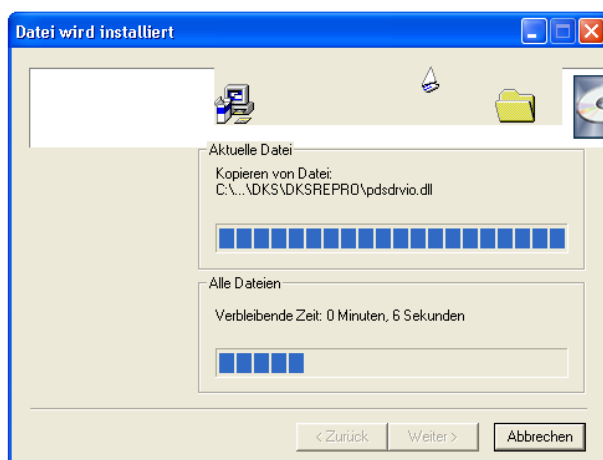 Datei wird installiert
Aktuelle Datei
Kopieren von Datei:
C:\...\DKS\DKSREPRO\pdsdrvio.dll
Alle Dateien
Verbleibende Zeit: 0 Minuten, 6 Sekunden
< Zurück
Weiter >
Abbrechen